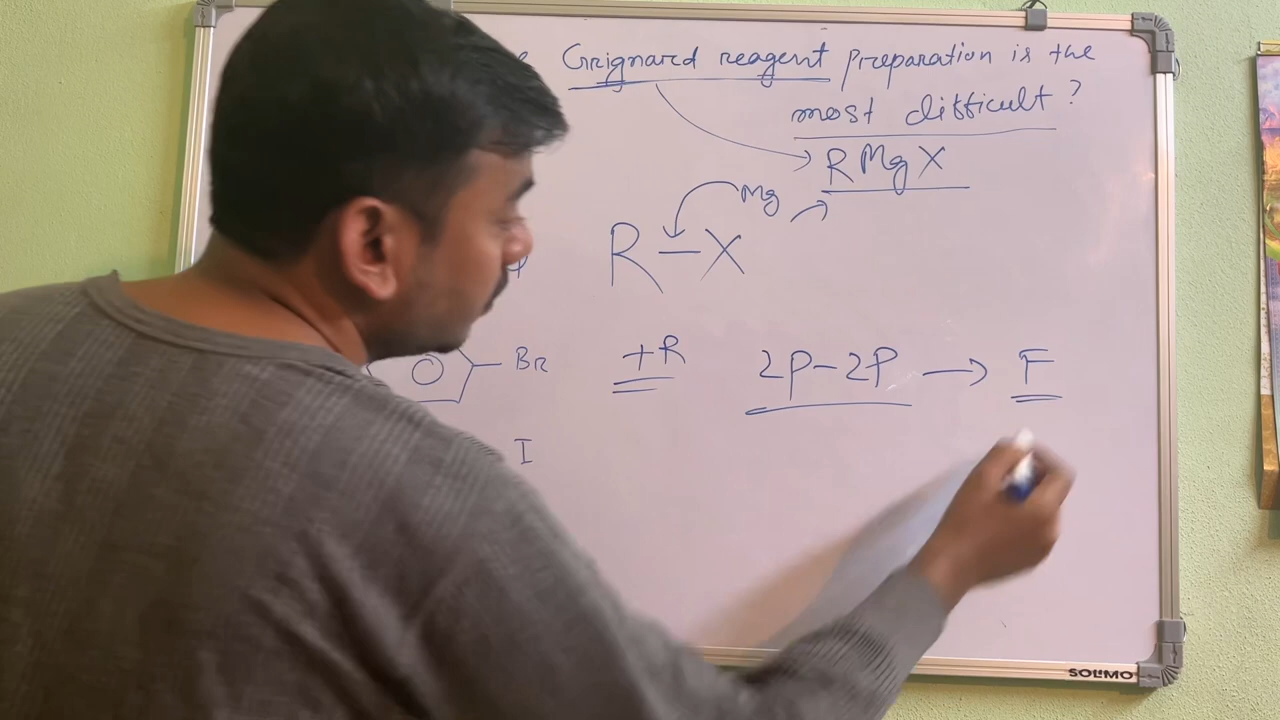 Grignard reagent preparation is the
most difficult?
RMgX
Mg
R-X
Br
+R
2P-2P → F
I
SOLIMO